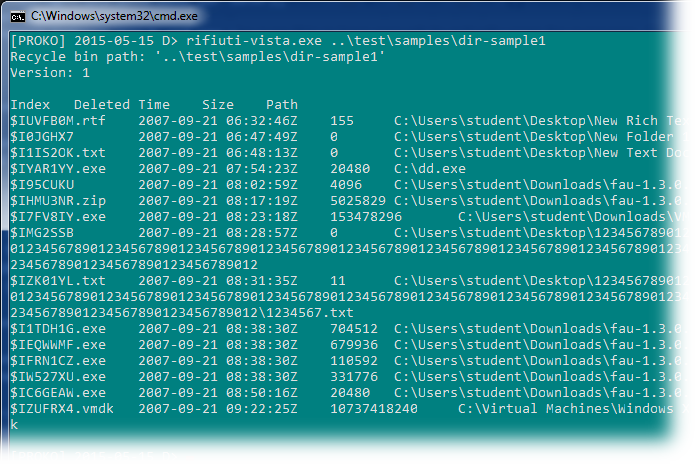 C:\Windows\system32\cmd.exe
[PROKO] 2015-05-15 D> rifiuti-vista.exe ..\test\samples\dir-sample1
Recycle bin path: '..\test\samples\dir-sample1'
Version: 1
Index Deleted Time Size Path
$IUVFB0M.rtf 2007-09-21 06:32:46Z 155 C:\Users\student\Desktop\New Rich Te
$I0JGHX7 2007-09-21 06:47:49Z 0 C:\Users\student\Desktop\New Folder
$I1IS2OK.txt 2007-09-21 06:48:13Z 0 C:\Users\student\Desktop\New Text Do
$IYAR1YY.exe 2007-09-21 07:54:23Z 20480 C:\dd.exe
$I95CUKU 2007-09-21 08:02:59Z 4096 C:\Users\student\Downloads\fau-1.3.0
$IHMU3NR.zip 2007-09-21 08:17:19Z 5025829 C:\Users\student\Downloads\fau-1.3.0
$I7FV8IY.exe 2007-09-21 08:23:18Z 153478296 C:\Users\student\Downloads\V
$IMG2SSB 2007-09-21 08:28:57Z 0 C:\Users\student\Desktop\12345678901
01234567890123456789012345678901234567890123456789012345678901234567890123456789012
2345678901234567890123456789012
$IZK01YL.txt 2007-09-21 08:31:35Z 11 C:\Users\student\Desktop\12345678901
01234567890123456789012345678901234567890123456789012345678901234567890123456789012
2345678901234567890123456789012\1234567.txt
$I1TDH1G.exe 2007-09-21 08:38:30Z 704512 C:\Users\student\Downloads\fau-1.3.0
$IEQWWMF.exe 2007-09-21 08:38:30Z 679936 C:\Users\student\Downloads\fau-1.3.0
$IFRN1CZ.exe 2007-09-21 08:38:30Z 110592 C:\Users\student\Downloads\fau-1.3.0
$IW527XU.exe 2007-09-21 08:38:30Z 331776 C:\Users\student\Downloads\fau-1.3.0
$IC6GEAW.exe 2007-09-21 08:50:16Z 20480 C:\Users\student\Downloads\fau-1.3.0
$IZUFRX4.vmdk 2007-09-21 09:22:25Z 10737418240 C:\Virtual Machines\Windows
k